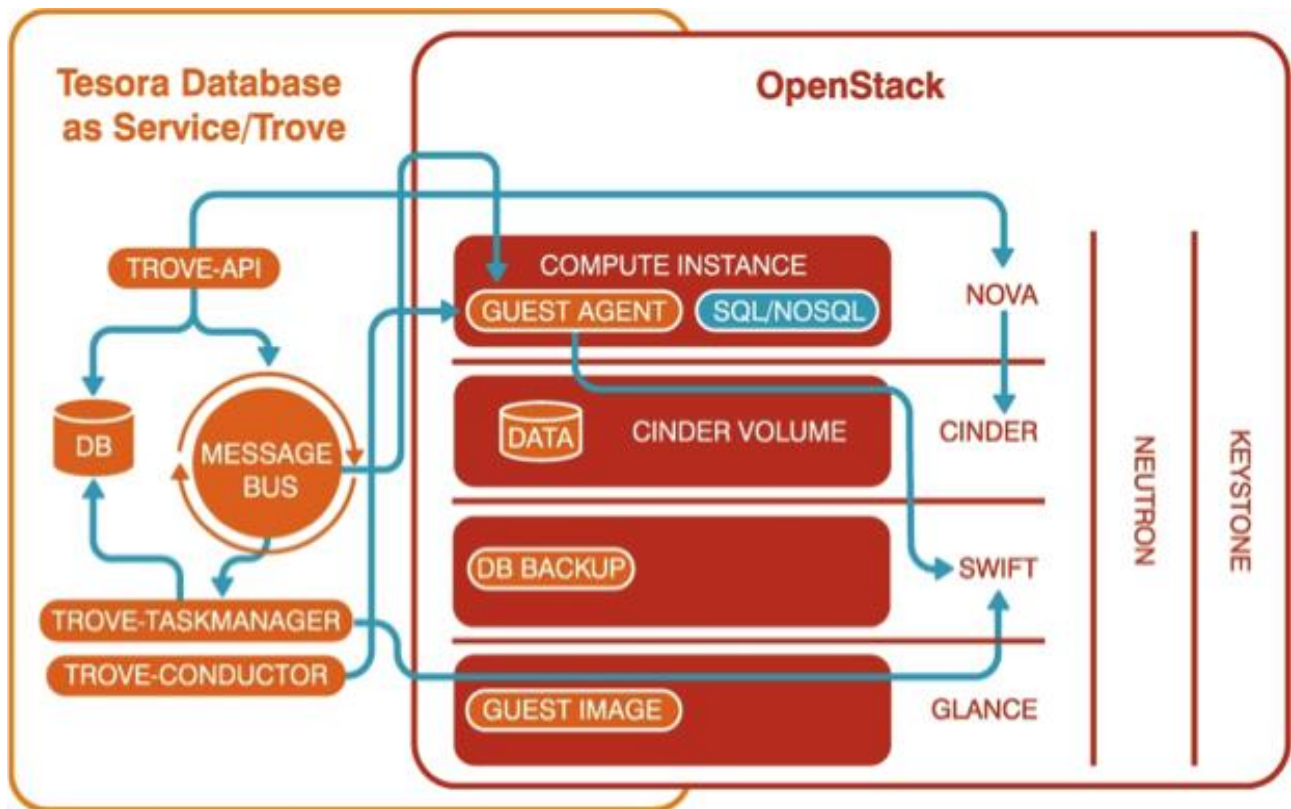 Tesora Database
as Service/Trove
OpenStack
TROVE-API
DB
MESSAGE
BUS
TROVE-TASKMANAGER
TROVE-CONDUCTOR
COMPUTE INSTANCE
GUEST AGENT
SQL/NOSQL
NOVA
DATA
CINDER VOLUME
CINDER
DB BACKUP
SWIFT
GUEST IMAGE
GLANCE
NEUTRON
KEYSTONE